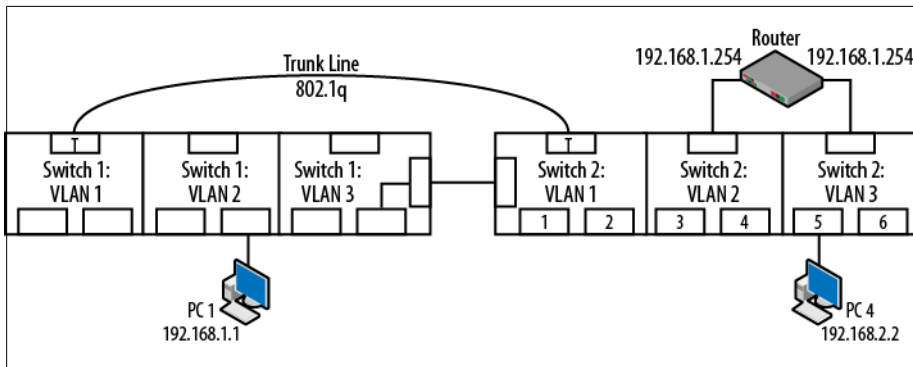 Router
192.168.1.254
192.168.1.254
Trunk Line
802.1q
T
T
Switch 1:
VLAN 1
Switch 1:
VLAN 2
Switch 1:
VLAN 3
Switch 2:
VLAN 1
Switch 2:
VLAN 2
Switch 2:
VLAN 3
1
2
3
4
5
6
PC 1
192.168.1.1
PC 4
192.168.2.2